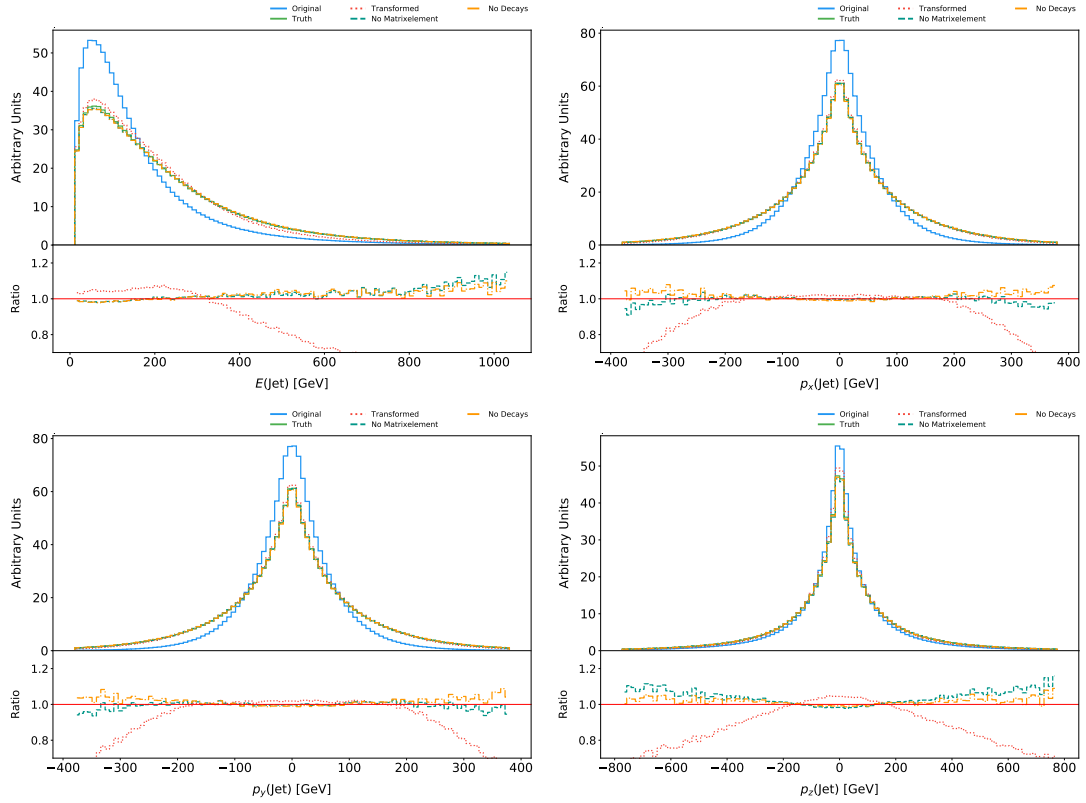 Original Transformed No Decays
Truth No Matrixelement
Arbitrary Units
50
40
30
20
10
0
Ratio
1.2
1.0
0.8
0 200 400 600 800 1000
E(Jet) [GeV]
Original Transformed No Decays
Truth No Matrixelement
Arbitrary Units
80
60
40
20
0
Ratio
1.2
1.0
0.8
−400 −300 −200 −100 0 100 200 300 400
px(Jet) [GeV]
Original Transformed No Decays
Truth No Matrixelement
Arbitrary Units
80
60
40
20
0
Ratio
1.2
1.0
0.8
−400 −300 −200 −100 0 100 200 300 400
py(Jet) [GeV]
Original Transformed No Decays
Truth No Matrixelement
Arbitrary Units
50
40
30
20
10
0
Ratio
1.2
1.0
0.8
−800 −600 −400 −200 0 200 400 600 800
pz(Jet) [GeV]